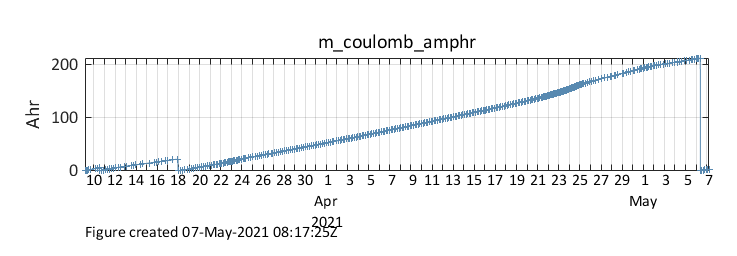 m_coulomb_amphr
Ahr
200
100
0
10 12 14 16 18 20 22 24 26 28 30 1 3 5 7 9 11 13 15 17 19 21 23 25 27 29 1 3 5 7
Apr May
2021
Figure created 07-May-2021 08:17:25Z